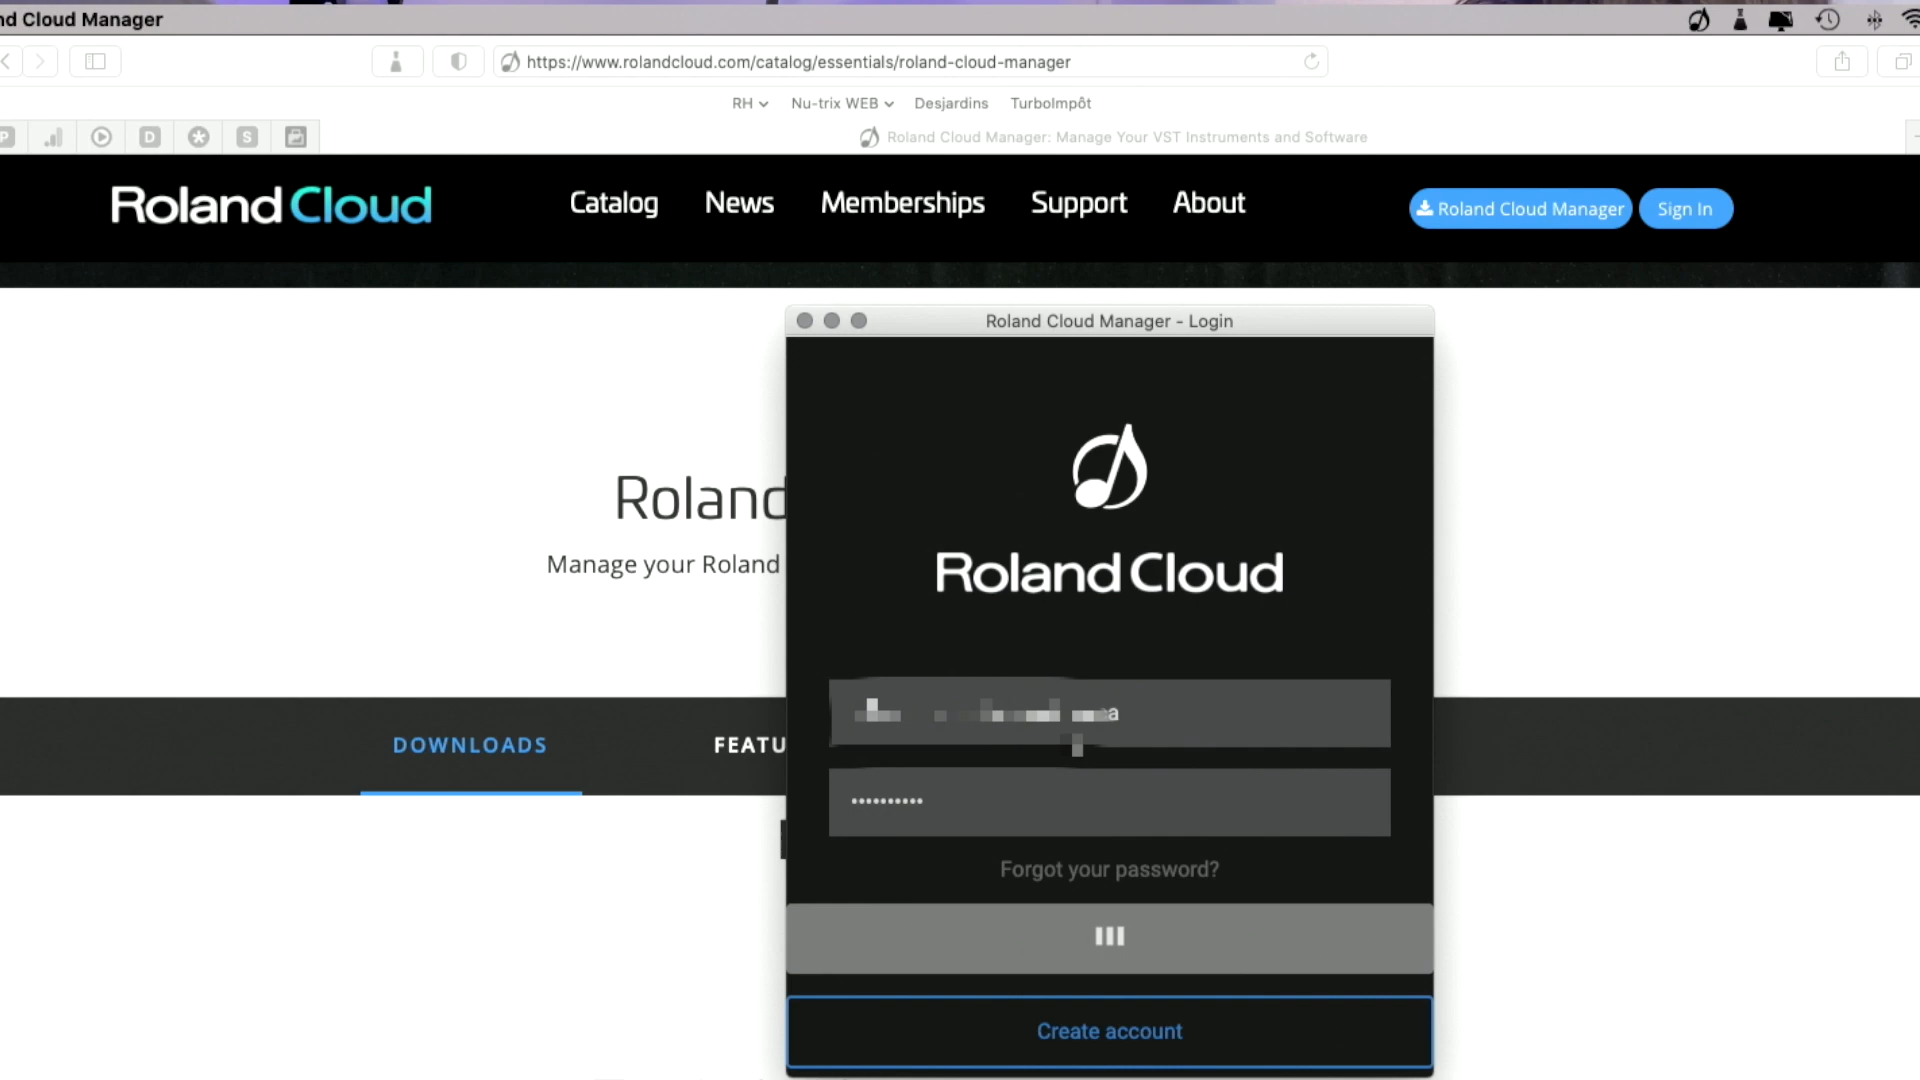 nd Cloud Manager
https://www.rolandcloud.com/catalog/essentials/roland-cloud-manager
RH Nu-trix WEB Desjardins TurboImpôt
P D S Roland Cloud Manager: Manage Your VST Instruments and Software
Roland Cloud Catalog News Memberships Support About Roland Cloud Manager Sign In
Roland Cloud Manager - Login
Roland
Manage your Roland
Roland Cloud
DOWNLOADS FEATU
Forgot your password?
Create account